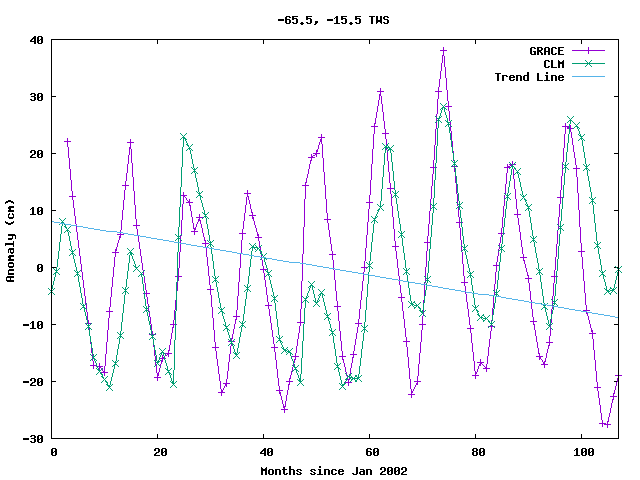 -65.5, -15.5 TWS
GRACE
CLM
Trend Line
Anomaly (cm)
40
30
20
10
0
-10
-20
-30
0 20 40 60 80 100
Months since Jan 2002